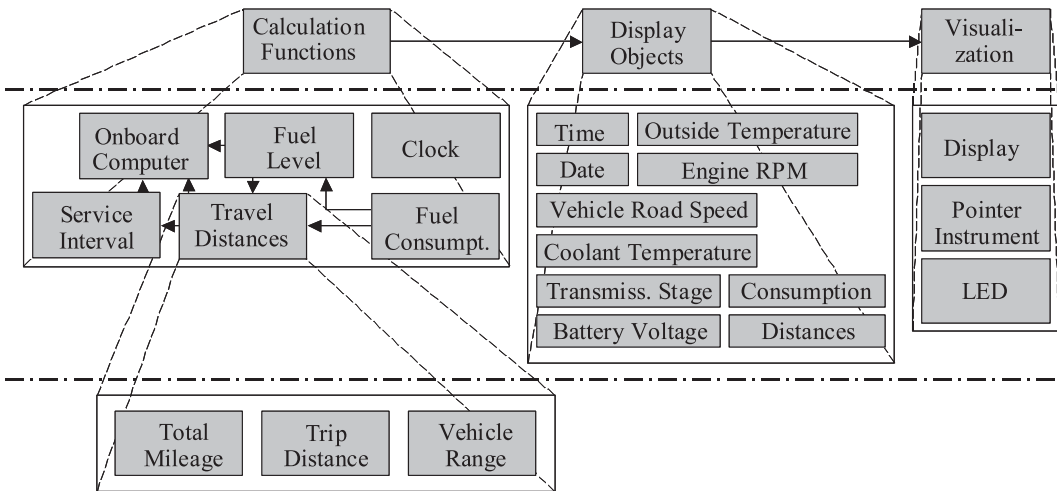 Calculation
Functions
Display
Objects
Visuali-
zation
Onboard
Computer
Fuel
Level
Clock
Service
Interval
Travel
Distances
Fuel
Consumpt.
Time
Outside Temperature
Date
Engine RPM
Vehicle Road Speed
Coolant Temperature
Transmiss. Stage
Consumption
Battery Voltage
Distances
Display
Pointer
Instrument
LED
Total
Mileage
Trip
Distance
Vehicle
Range